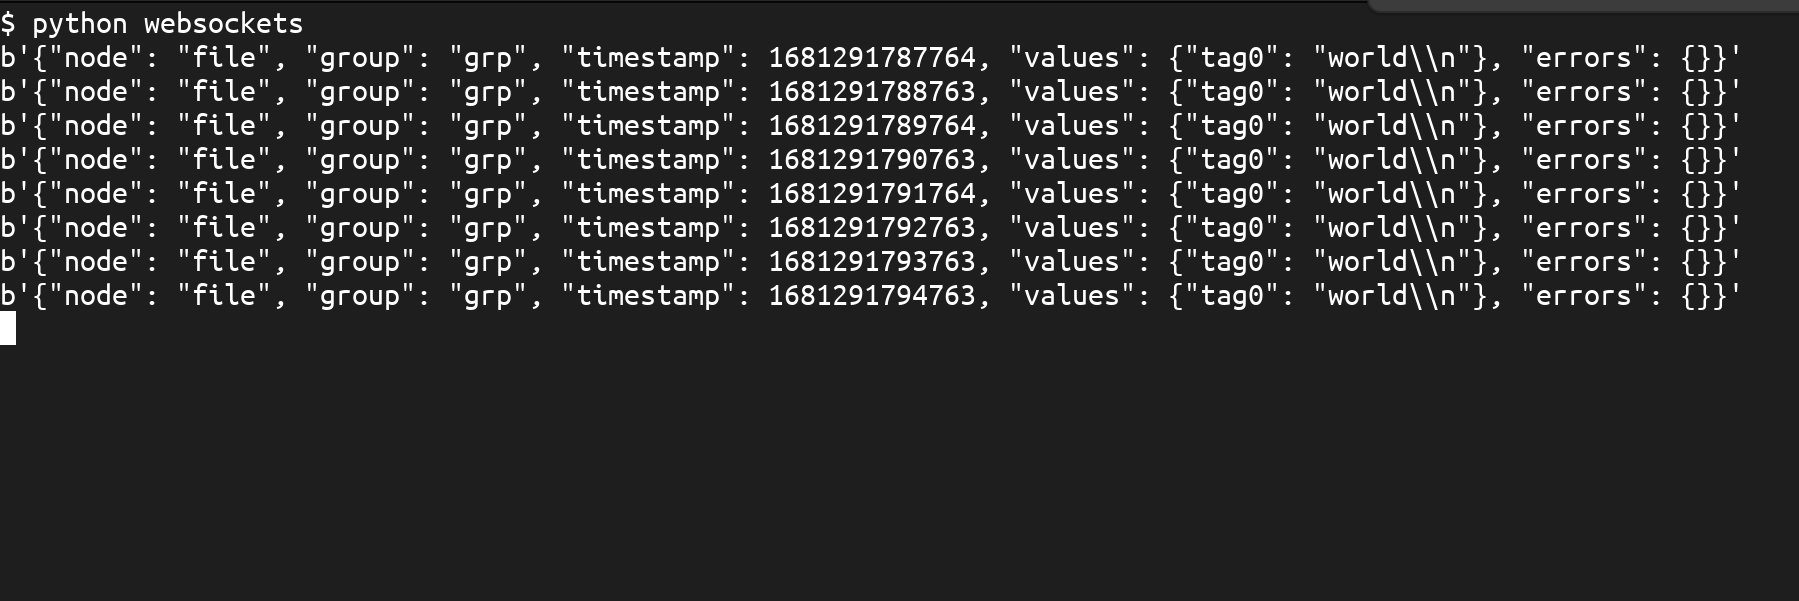 $ python websockets
b'{"node": "file", "group": "grp", "timestamp": 1681291787764, "values": {"tag0": "world\\n"}, "errors": {}}'
b'{"node": "file", "group": "grp", "timestamp": 1681291788763, "values": {"tag0": "world\\n"}, "errors": {}}'
b'{"node": "file", "group": "grp", "timestamp": 1681291789764, "values": {"tag0": "world\\n"}, "errors": {}}'
b'{"node": "file", "group": "grp", "timestamp": 1681291790763, "values": {"tag0": "world\\n"}, "errors": {}}'
b'{"node": "file", "group": "grp", "timestamp": 1681291791764, "values": {"tag0": "world\\n"}, "errors": {}}'
b'{"node": "file", "group": "grp", "timestamp": 1681291792763, "values": {"tag0": "world\\n"}, "errors": {}}'
b'{"node": "file", "group": "grp", "timestamp": 1681291793763, "values": {"tag0": "world\\n"}, "errors": {}}'
b'{"node": "file", "group": "grp", "timestamp": 1681291794763, "values": {"tag0": "world\\n"}, "errors": {}}'